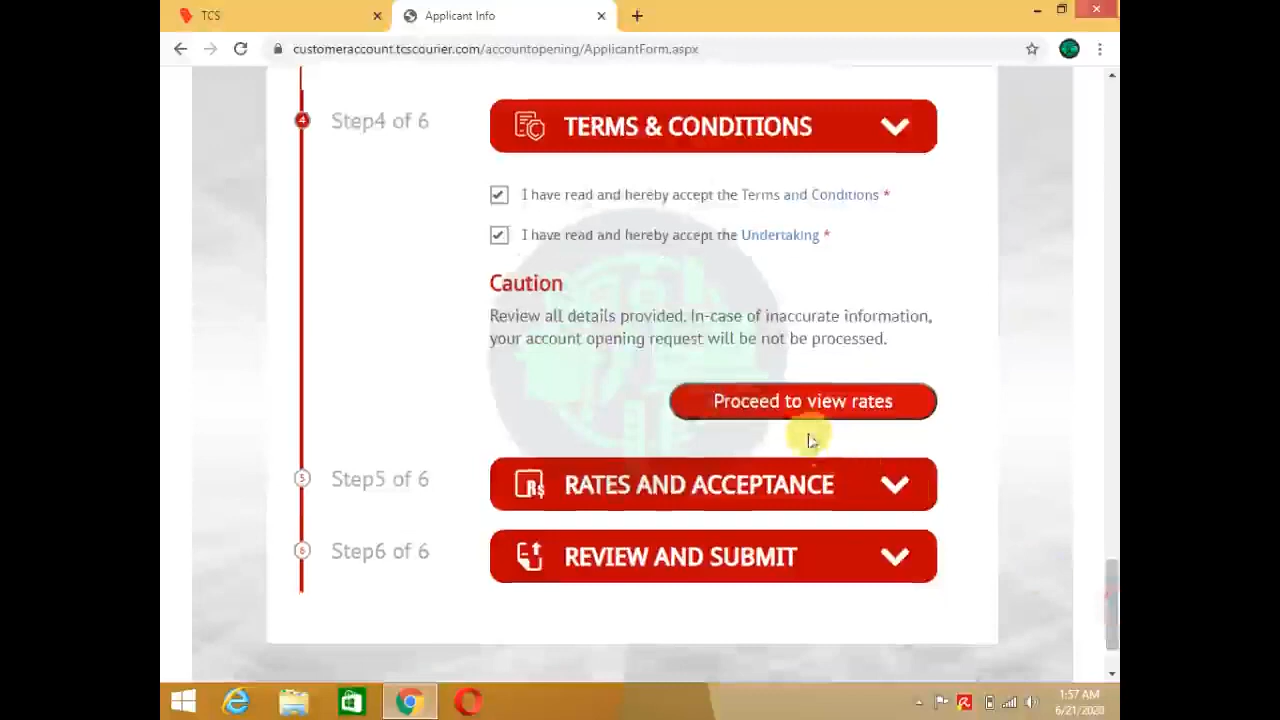 TCS
Applicant Info
customeraccount.tcscourier.com/accountopening/ApplicantForm.aspx
4
Step4 of 6
TERMS & CONDITIONS
I have read and hereby accept the Terms and Conditions *
I have read and hereby accept the Undertaking *
Caution
Review all details provided. In-case of inaccurate information,
your account opening request will be not be processed.
Proceed to view rates
5
Step5 of 6
RATES AND ACCEPTANCE
6
Step6 of 6
REVIEW AND SUBMIT
1:57 AM
6/21/2020